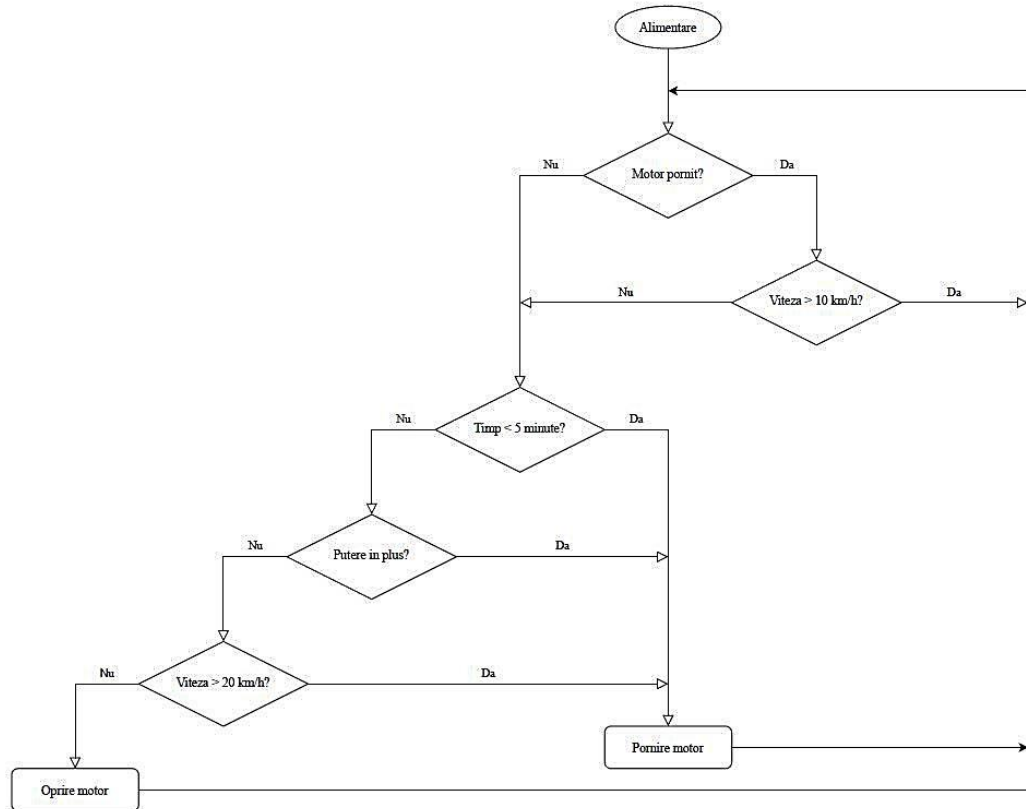 Alimentare
Nu
Motor pornit?
Da
Nu
Viteza > 10 km/h?
Da
Nu
Timp < 5 minute?
Da
Nu
Putere in plus?
Da
Nu
Viteza > 20 km/h?
Da
Pornire motor
Oprire motor